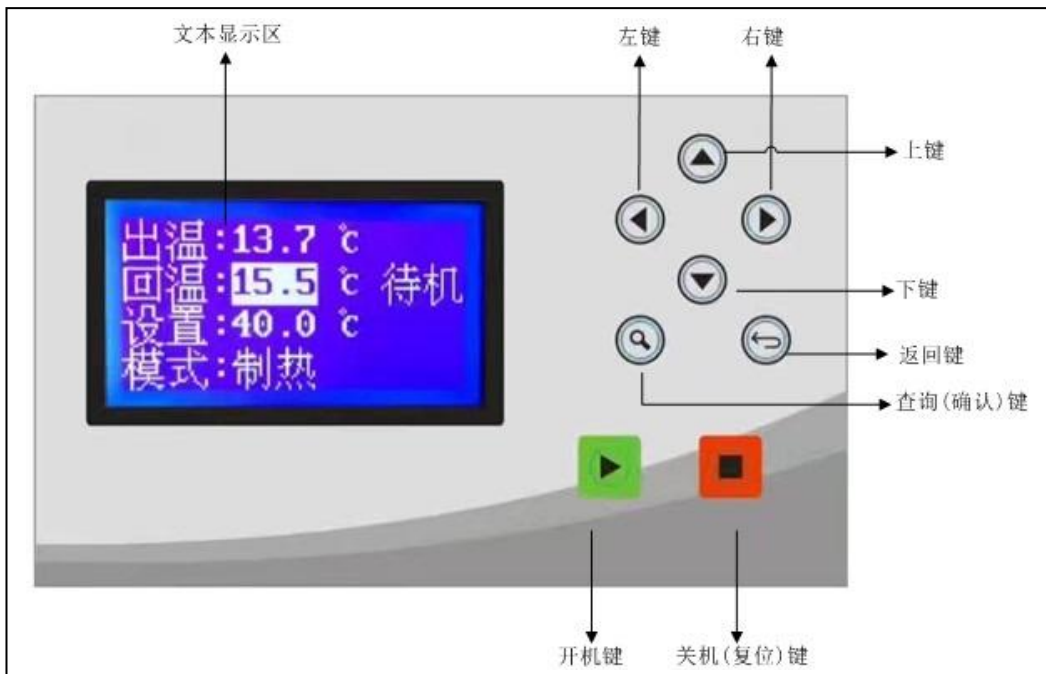 文本显示区
左键
右键
上键
出温:13.7 ℃
回温:15.5 ℃ 待机
设置:40.0 ℃
模式:制热
下键
返回键
查询(确认)键
开机键
关机(复位)键